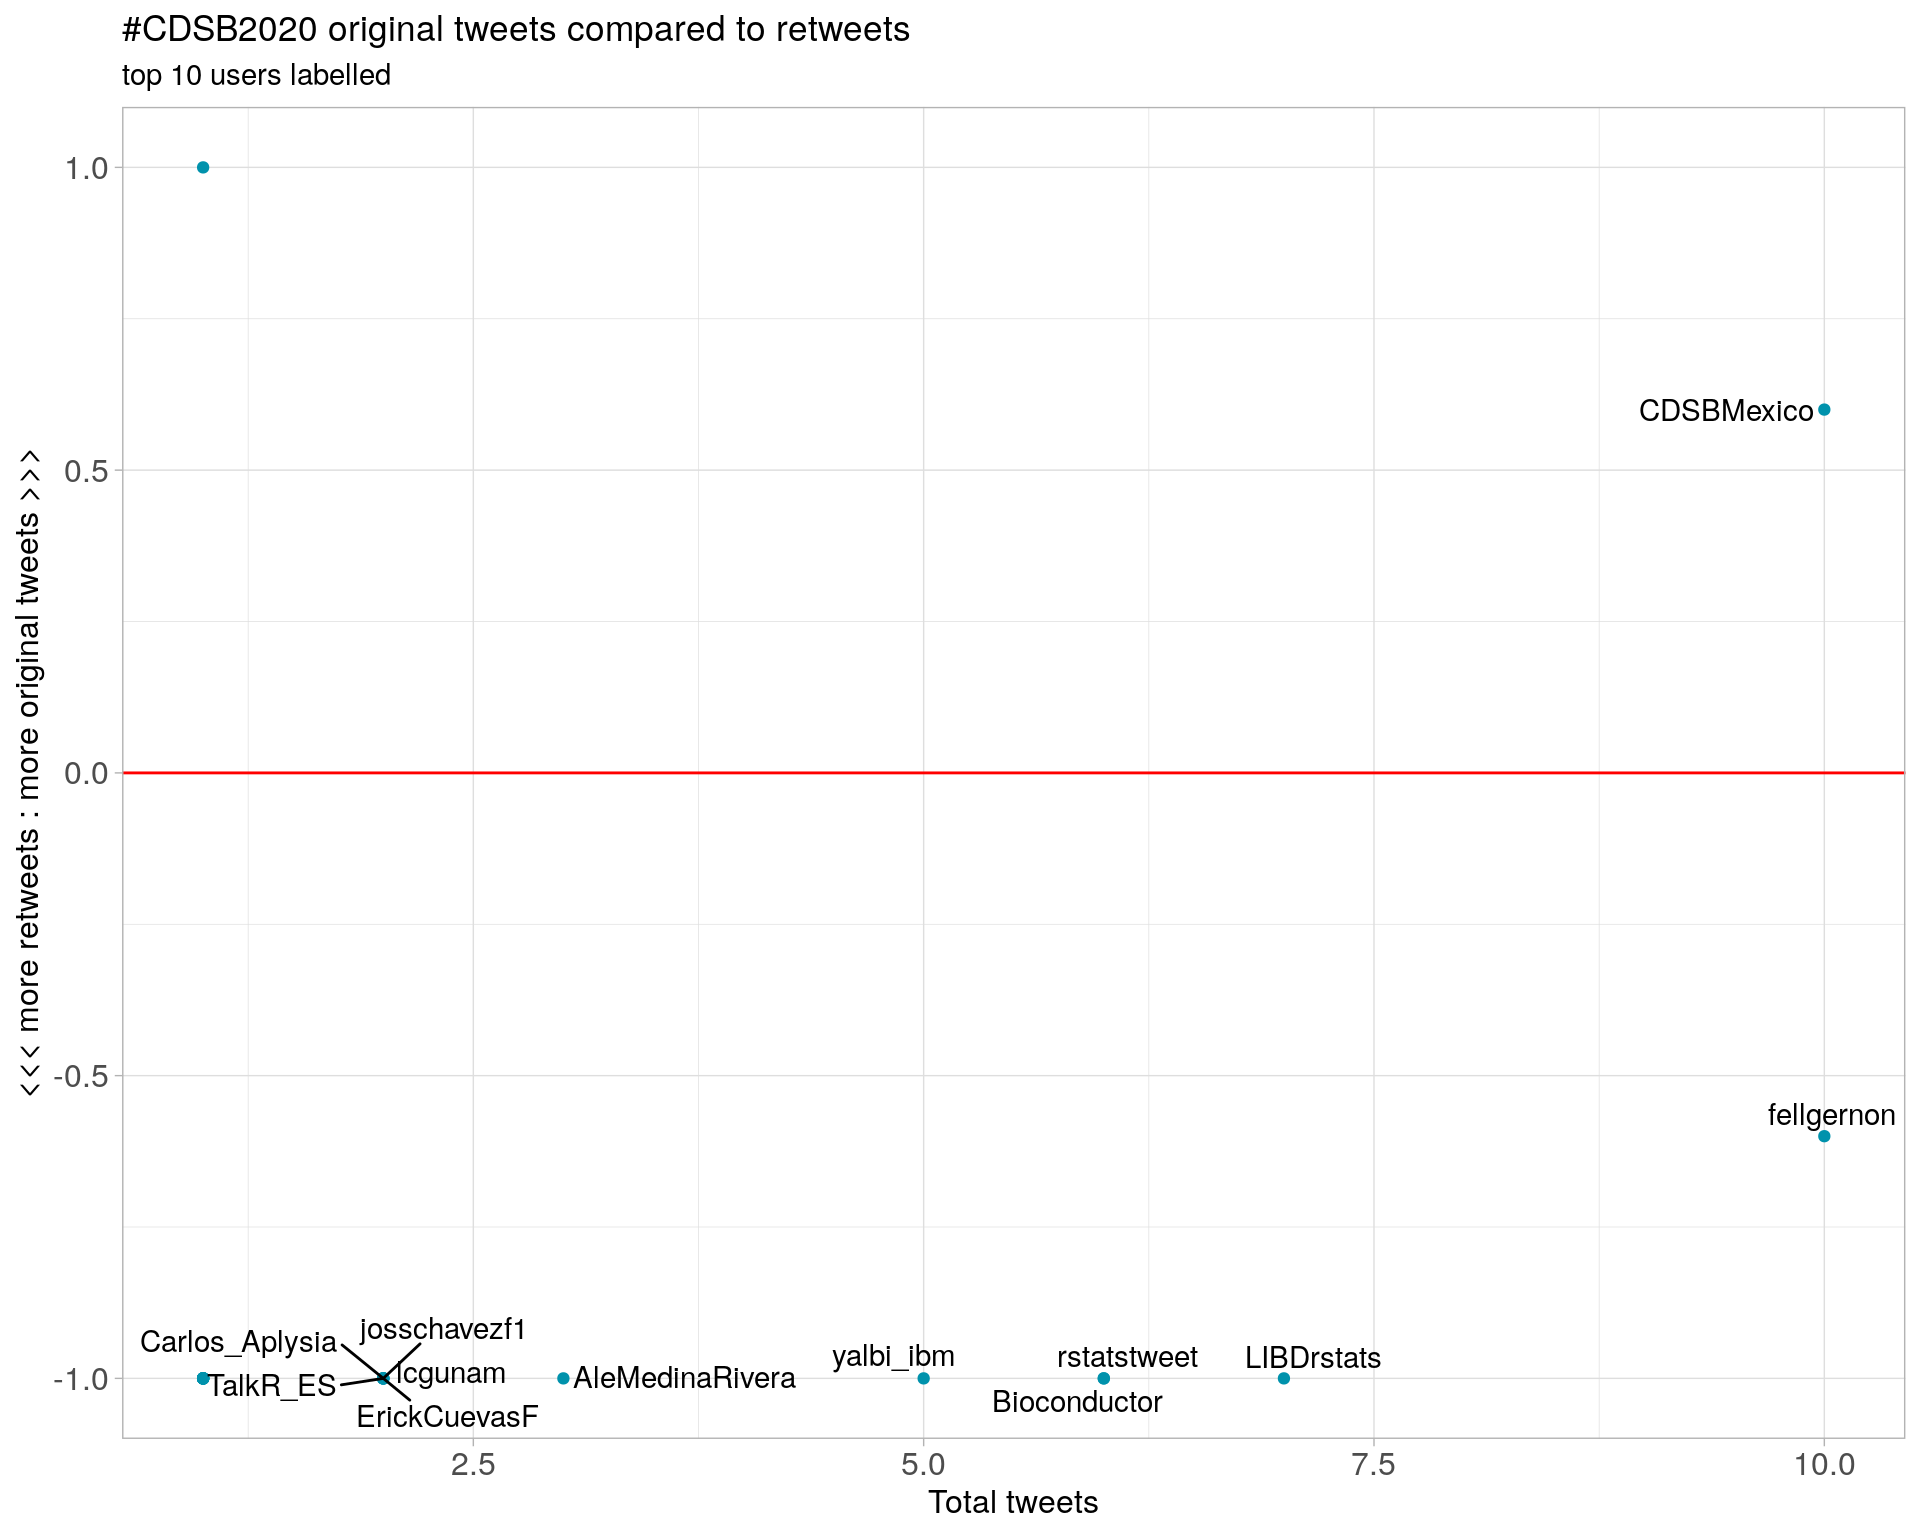 #CDSB2020 original tweets compared to retweets
top 10 users labelled
<<< more retweets : more original tweets >>>
1.0
0.5
0.0
-0.5
-1.0
CDSBMexico
fellgernon
josschavezf1
Carlos_Aplysia
lcgunam
TalkR_ES
ErickCuevasF
AleMedinaRivera
yalbi_ibm
rstatstweet
Bioconductor
LIBDrstats
2.5 5.0 7.5 10.0
Total tweets